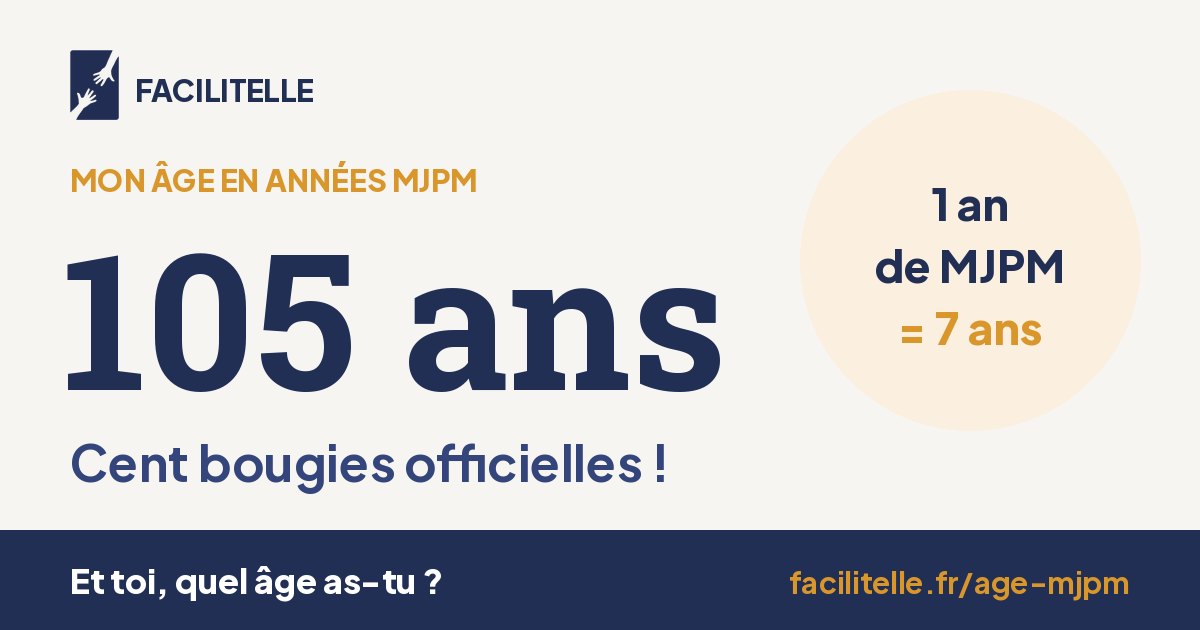 FACILITELLE
MON ÂGE EN ANNÉES MJPM
105 ans
Cent bougies officielles !
1 an
de MJPM
= 7 ans
Et toi, quel âge as-tu ?
facilitelle.fr/age-mjpm